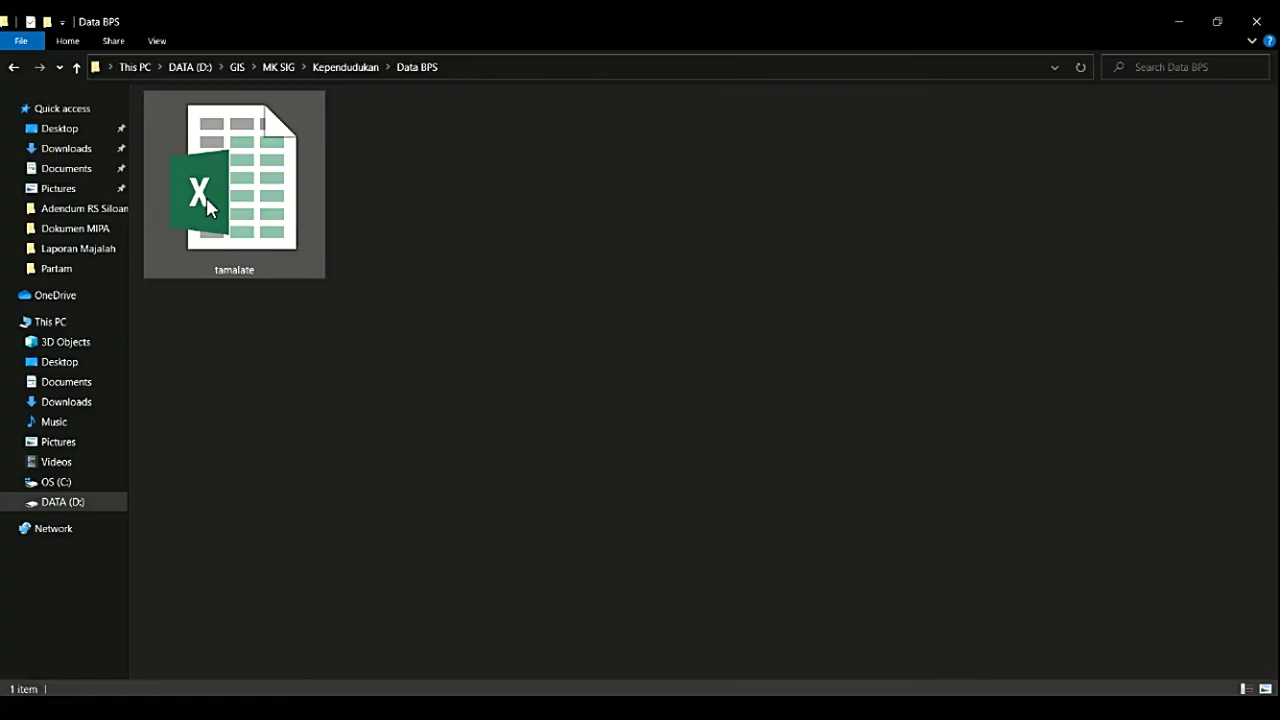 Data BPS
File Home Share View
This PC > DATA (D:) > GIS > MK SIG > Kependudukan > Data BPS
Search Data BPS
Quick access
Desktop
Downloads
Documents
Pictures
Adendum RS Siloan
Dokumen MIPA
Laporan Majalah
Partam
OneDrive
This PC
3D Objects
Desktop
Documents
Downloads
Music
Pictures
Videos
OS (C:)
DATA (D:)
Network
X
tamalate
1 item